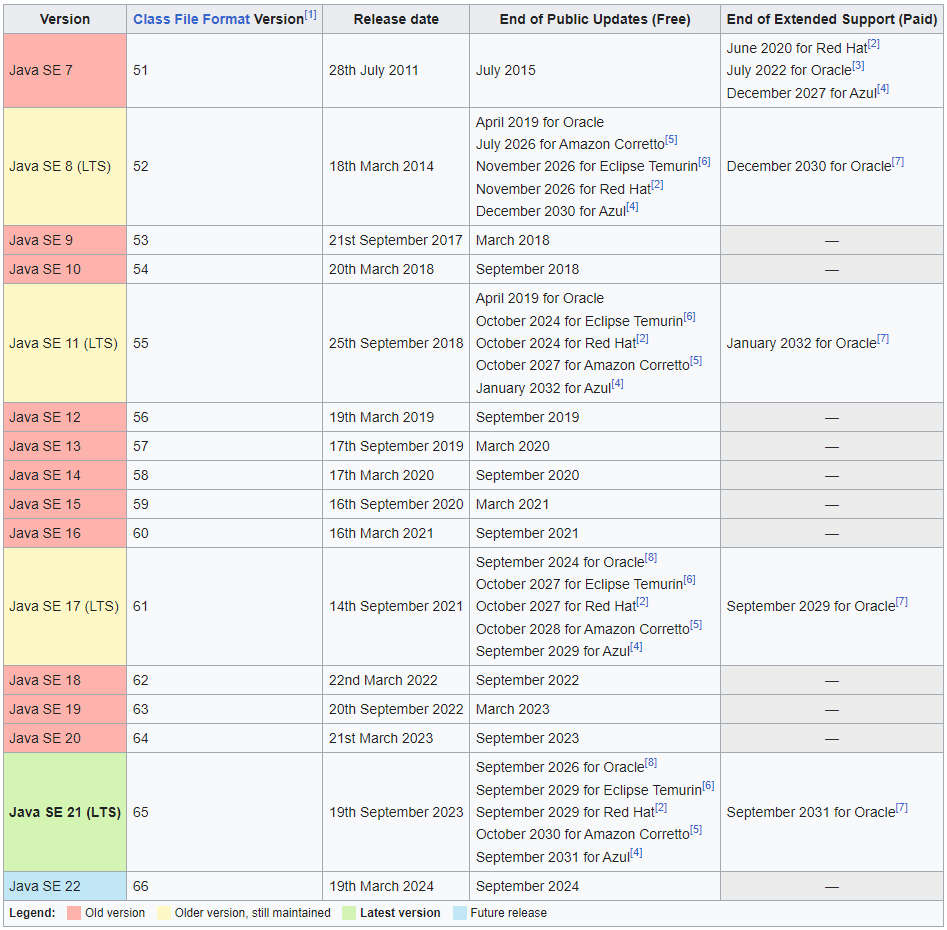 Version Class File Format Version[1] Release date End of Public Updates (Free) End of Extended Support (Paid)
Java SE 7 51 28th July 2011 July 2015
June 2020 for Red Hat[2]
July 2022 for Oracle[3]
December 2027 for Azul[4]
Java SE 8 (LTS) 52 18th March 2014
April 2019 for Oracle
July 2026 for Amazon Corretto[5]
November 2026 for Eclipse Temurin[6]
November 2026 for Red Hat[2]
December 2030 for Azul[4]
December 2030 for Oracle[7]
Java SE 9 53 21st September 2017 March 2018 —
Java SE 10 54 20th March 2018 September 2018 —
Java SE 11 (LTS) 55 25th September 2018
April 2019 for Oracle
October 2024 for Eclipse Temurin[6]
October 2024 for Red Hat[2]
October 2027 for Amazon Corretto[5]
January 2032 for Azul[4]
January 2032 for Oracle[7]
Java SE 12 56 19th March 2019 September 2019 —
Java SE 13 57 17th September 2019 March 2020 —
Java SE 14 58 17th March 2020 September 2020 —
Java SE 15 59 16th September 2020 March 2021 —
Java SE 16 60 16th March 2021 September 2021 —
Java SE 17 (LTS) 61 14th September 2021
September 2024 for Oracle[8]
October 2027 for Eclipse Temurin[6]
October 2027 for Red Hat[2]
October 2028 for Amazon Corretto[5]
September 2029 for Azul[4]
September 2029 for Oracle[7]
Java SE 18 62 22nd March 2022 September 2022 —
Java SE 19 63 20th September 2022 March 2023 —
Java SE 20 64 21st March 2023 September 2023 —
Java SE 21 (LTS) 65 19th September 2023
September 2026 for Oracle[8]
September 2029 for Eclipse Temurin[6]
September 2029 for Red Hat[2]
October 2030 for Amazon Corretto[5]
September 2031 for Azul[4]
September 2031 for Oracle[7]
Java SE 22 66 19th March 2024 September 2024 —
Legend: Old version Older version, still maintained Latest version Future release